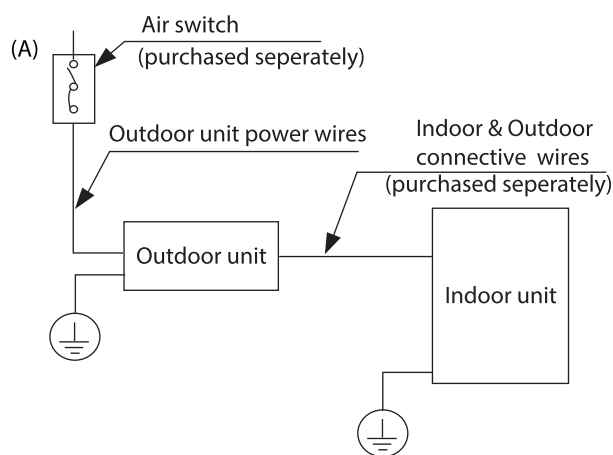 (A)
Air switch
(purchased seperately)
Outdoor unit power wires
Indoor & Outdoor
connective wires
(purchased seperately)
Outdoor unit
Indoor unit